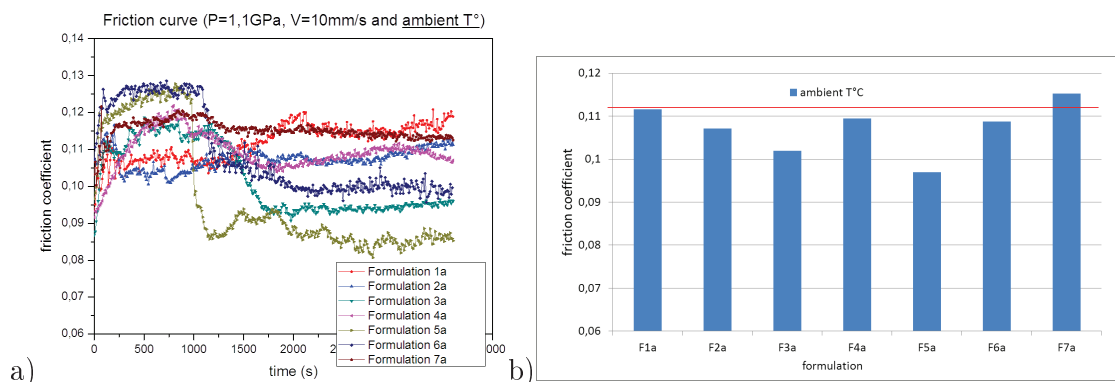 Friction curve (P=1,1GPa, V=10mm/s and ambient T°)
0,14
0,13
0,12
0,11
0,10
0,09
0,08
0,07
0,06
friction coefficient
Formulation 1a
Formulation 2a
Formulation 3a
Formulation 4a
Formulation 5a
Formulation 6a
Formulation 7a
0 500 1000 1500 2000 2500 3000 000
time (s)
a)
0,12
0,11
0,1
0,09
0,08
0,07
0,06
friction coefficient
ambient T°C
F1a F2a F3a F4a F5a F6a F7a
formulation
b)